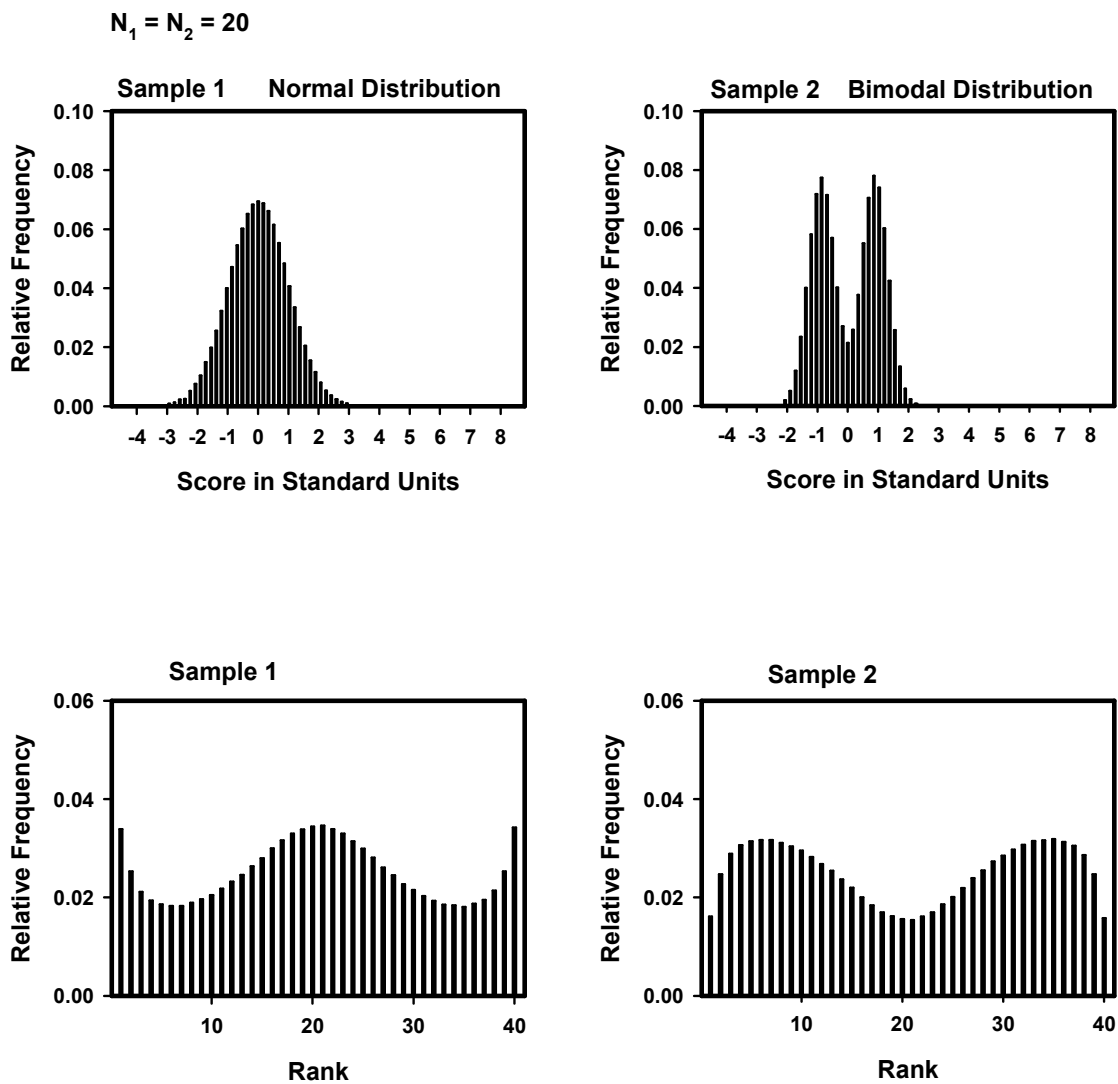 N1 = N2 = 20
Sample 1 Normal Distribution
Relative Frequency
0.10
0.08
0.06
0.04
0.02
0.00
-4 -3 -2 -1 0 1 2 3 4 5 6 7 8
Score in Standard Units
Sample 2 Bimodal Distribution
Relative Frequency
0.10
0.08
0.06
0.04
0.02
0.00
-4 -3 -2 -1 0 1 2 3 4 5 6 7 8
Score in Standard Units
Sample 1
Relative Frequency
0.06
0.04
0.02
0.00
10 20 30 40
Rank
Sample 2
Relative Frequency
0.06
0.04
0.02
0.00
10 20 30 40
Rank